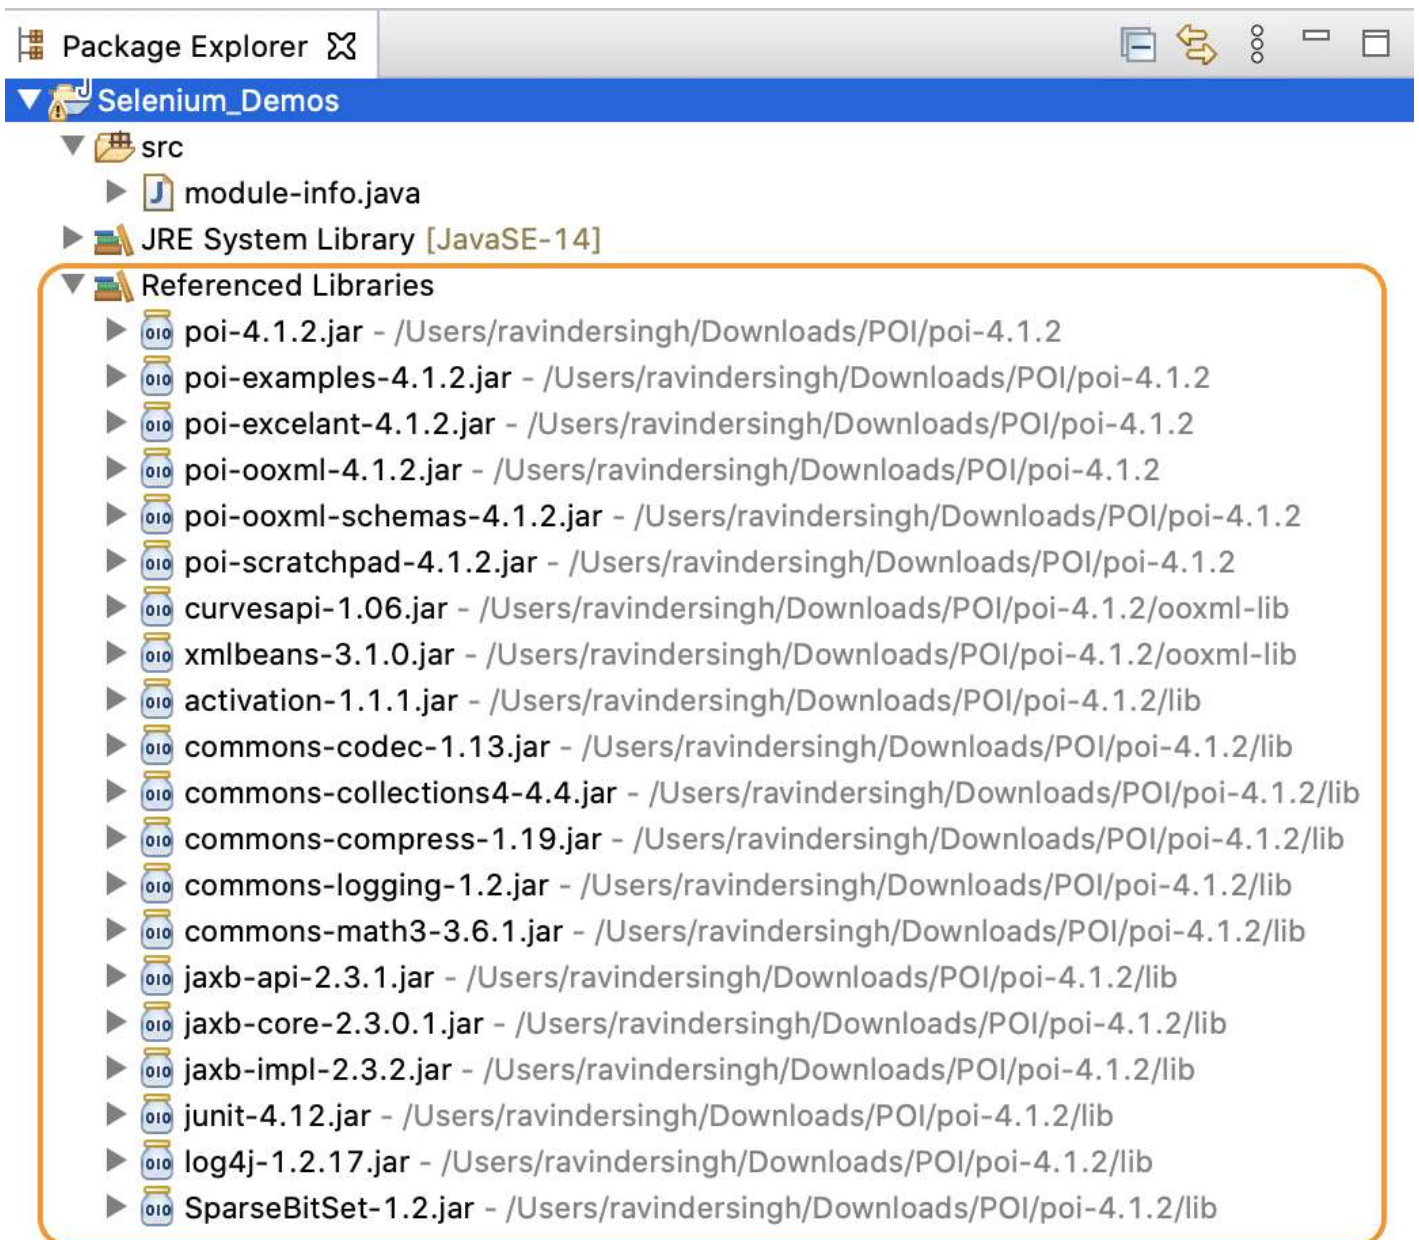 Package Explorer
Selenium_Demos
src
module-info.java
JRE System Library [JavaSE-14]
Referenced Libraries
poi-4.1.2.jar - /Users/ravindersingh/Downloads/POI/poi-4.1.2
poi-examples-4.1.2.jar - /Users/ravindersingh/Downloads/POI/poi-4.1.2
poi-excelant-4.1.2.jar - /Users/ravindersingh/Downloads/POI/poi-4.1.2
poi-ooxml-4.1.2.jar - /Users/ravindersingh/Downloads/POI/poi-4.1.2
poi-ooxml-schemas-4.1.2.jar - /Users/ravindersingh/Downloads/POI/poi-4.1.2
poi-scratchpad-4.1.2.jar - /Users/ravindersingh/Downloads/POI/poi-4.1.2
curvesapi-1.06.jar - /Users/ravindersingh/Downloads/POI/poi-4.1.2/ooxml-lib
xmlbeans-3.1.0.jar - /Users/ravindersingh/Downloads/POI/poi-4.1.2/ooxml-lib
activation-1.1.1.jar - /Users/ravindersingh/Downloads/POI/poi-4.1.2/lib
commons-codec-1.13.jar - /Users/ravindersingh/Downloads/POI/poi-4.1.2/lib
commons-collections4-4.4.jar - /Users/ravindersingh/Downloads/POI/poi-4.1.2/lib
commons-compress-1.19.jar - /Users/ravindersingh/Downloads/POI/poi-4.1.2/lib
commons-logging-1.2.jar - /Users/ravindersingh/Downloads/POI/poi-4.1.2/lib
commons-math3-3.6.1.jar - /Users/ravindersingh/Downloads/POI/poi-4.1.2/lib
jaxb-api-2.3.1.jar - /Users/ravindersingh/Downloads/POI/poi-4.1.2/lib
jaxb-core-2.3.0.1.jar - /Users/ravindersingh/Downloads/POI/poi-4.1.2/lib
jaxb-impl-2.3.2.jar - /Users/ravindersingh/Downloads/POI/poi-4.1.2/lib
junit-4.12.jar - /Users/ravindersingh/Downloads/POI/poi-4.1.2/lib
log4j-1.2.17.jar - /Users/ravindersingh/Downloads/POI/poi-4.1.2/lib
SparseBitSet-1.2.jar - /Users/ravindersingh/Downloads/POI/poi-4.1.2/lib